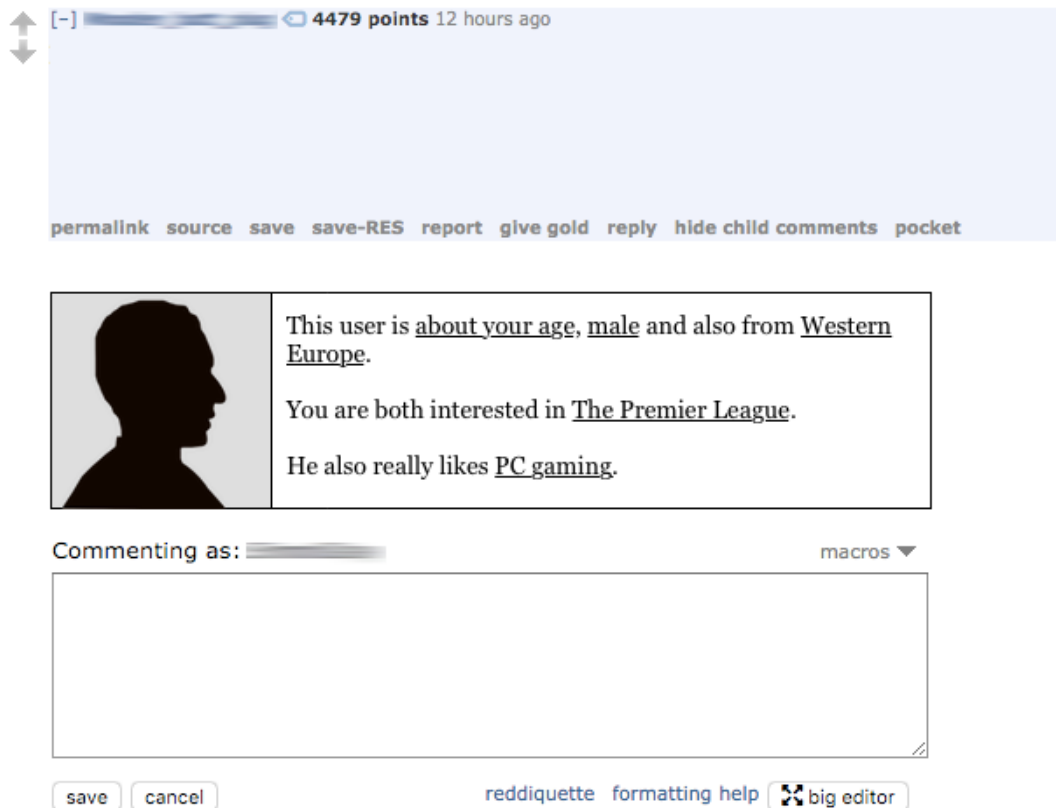 [–] 4479 points 12 hours ago
permalink source save save-RES report give gold reply hide child comments pocket
This user is about your age, male and also from Western
Europe.
You are both interested in The Premier League.
He also really likes PC gaming.
Commenting as:
macros
save cancel reddiquette formatting help big editor